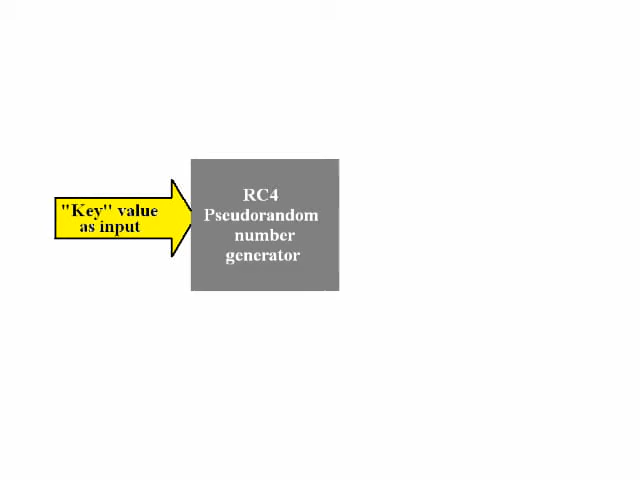 "Key" value
as input
RC4
Pseudorandom
number
generator